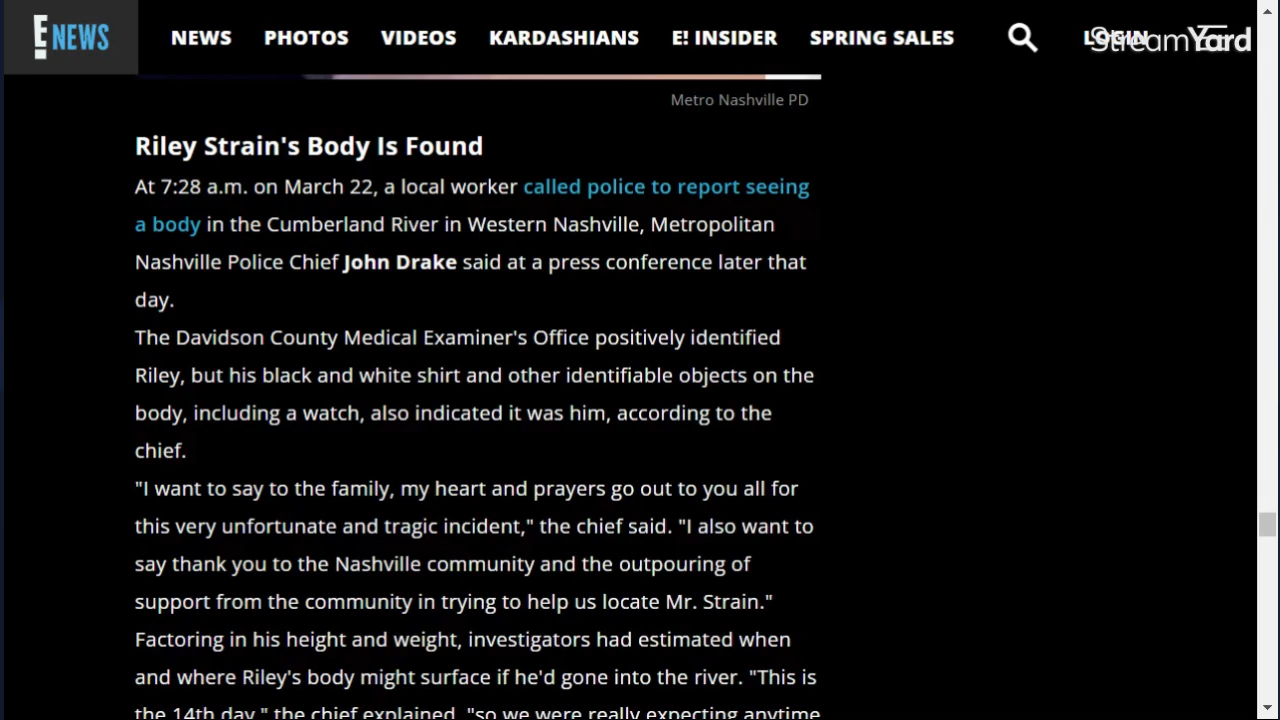 E! NEWS
NEWS PHOTOS VIDEOS KARDASHIANS E! INSIDER SPRING SALES LOGIN
StreamYard
Metro Nashville PD
Riley Strain's Body Is Found
At 7:28 a.m. on March 22, a local worker called police to report seeing
a body in the Cumberland River in Western Nashville, Metropolitan
Nashville Police Chief John Drake said at a press conference later that
day.
The Davidson County Medical Examiner's Office positively identified
Riley, but his black and white shirt and other identifiable objects on the
body, including a watch, also indicated it was him, according to the
chief.
"I want to say to the family, my heart and prayers go out to you all for
this very unfortunate and tragic incident," the chief said. "I also want to
say thank you to the Nashville community and the outpouring of
support from the community in trying to help us locate Mr. Strain."
Factoring in his height and weight, investigators had estimated when
and where Riley's body might surface if he'd gone into the river. "This is
the 14th day," the chief explained, "so we were really expecting anytime